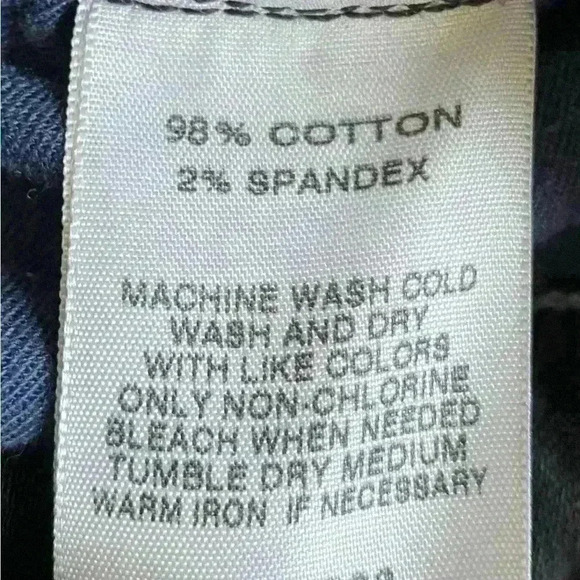 98% COTTON
2% SPANDEX
MACHINE WASH COLD
WASH AND DRY
WITH LIKE COLORS
ONLY NON-CHLORINE
BLEACH WHEN NEEDED
TUMBLE DRY MEDIUM
WARM IRON IF NECESSARY